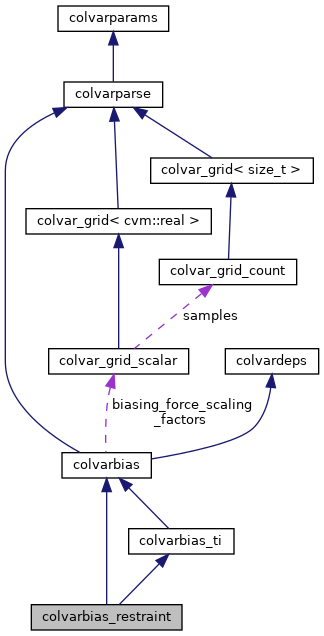 colvarparams
colvarparse
colvar_grid< size_t >
colvar_grid< cvm::real >
colvar_grid_count
samples
colvar_grid_scalar
colvardeps
biasing_force_scaling
_factors
colvarbias
colvarbias_ti
colvarbias_restraint